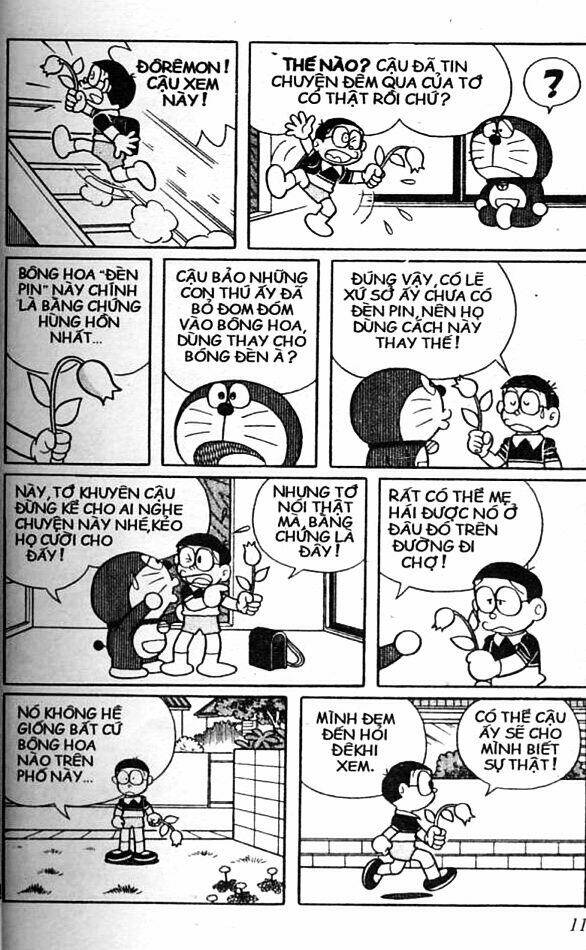 ĐÔRÊMON!
CẬU XEM
NÀY!
THẾ NÀO? CẬU ĐÃ TIN
CHUYỆN ĐÊM QUA CỦA TỚ
CÓ THẬT RỒI CHỨ?
?
BÔNG HOA "ĐÈN
PIN" NÀY CHÍNH
LÀ BẰNG CHỨNG
HÙNG HỒN
NHẤT...
CẬU BẢO NHỮNG
CON THÚ ẤY ĐÃ
BỎ ĐOM ĐÓM
VÀO BÔNG HOA,
DÙNG THAY CHO
BÓNG ĐÈN À?
ĐÚNG VẬY, CÓ LẼ
XỨ SỞ ẤY CHƯA CÓ
ĐÈN PIN, NÊN HỌ
DÙNG CÁCH NÀY
THAY THẾ!
NÀY, TỚ KHUYÊN CẬU
ĐỪNG KỂ CHO AI NGHE
CHUYỆN NÀY NHÉ, KẺO
HỌ CƯỜI CHO
ĐẤY!
NHƯNG TỚ
NÓI THẬT
MÀ, BẰNG
CHỨNG LÀ
ĐÂY!
RẤT CÓ THỂ MẸ
HÁI ĐƯỢC NÓ Ở
ĐÂU ĐÓ TRÊN
ĐƯỜNG ĐI
CHỢ!
NÓ KHÔNG HỀ
GIỐNG BẤT CỨ
BÔNG HOA
NÀO TRÊN
PHỐ NÀY...
MÌNH ĐEM
ĐẾN HỎI
ĐÊKHI
XEM.
CÓ THỂ CẬU
ẤY SẼ CHO
MÌNH BIẾT
SỰ THẬT!
11